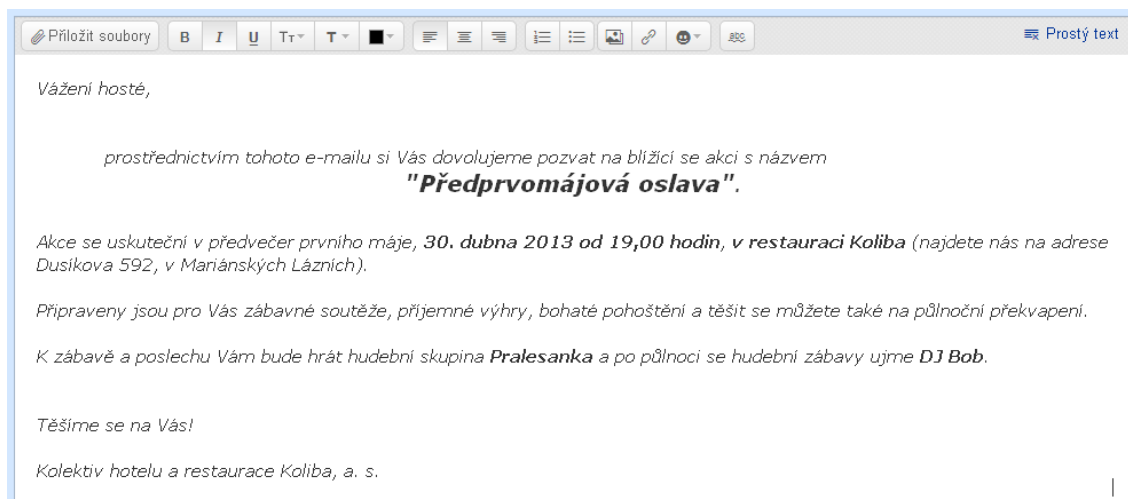 Přiložit soubory B I U TT T abc Prostý text
Vážení hosté,
prostřednictvím tohoto e-mailu si Vás dovolujeme pozvat na blížící se akci s názvem
"Předprvomájová oslava".
Akce se uskuteční v předvečer prvního máje, 30. dubna 2013 od 19,00 hodin, v restauraci Koliba (najdete nás na adrese
Dusíkova 592, v Mariánských Lázních).
Připraveny jsou pro Vás zábavné soutěže, příjemné výhry, bohaté pohoštění a těšit se můžete také na půlnoční překvapení.
K zábavě a poslechu Vám bude hrát hudební skupina Pralesanka a po půlnoci se hudební zábavy ujme DJ Bob.
Těšíme se na Vás!
Kolektiv hotelu a restaurace Koliba, a. s.